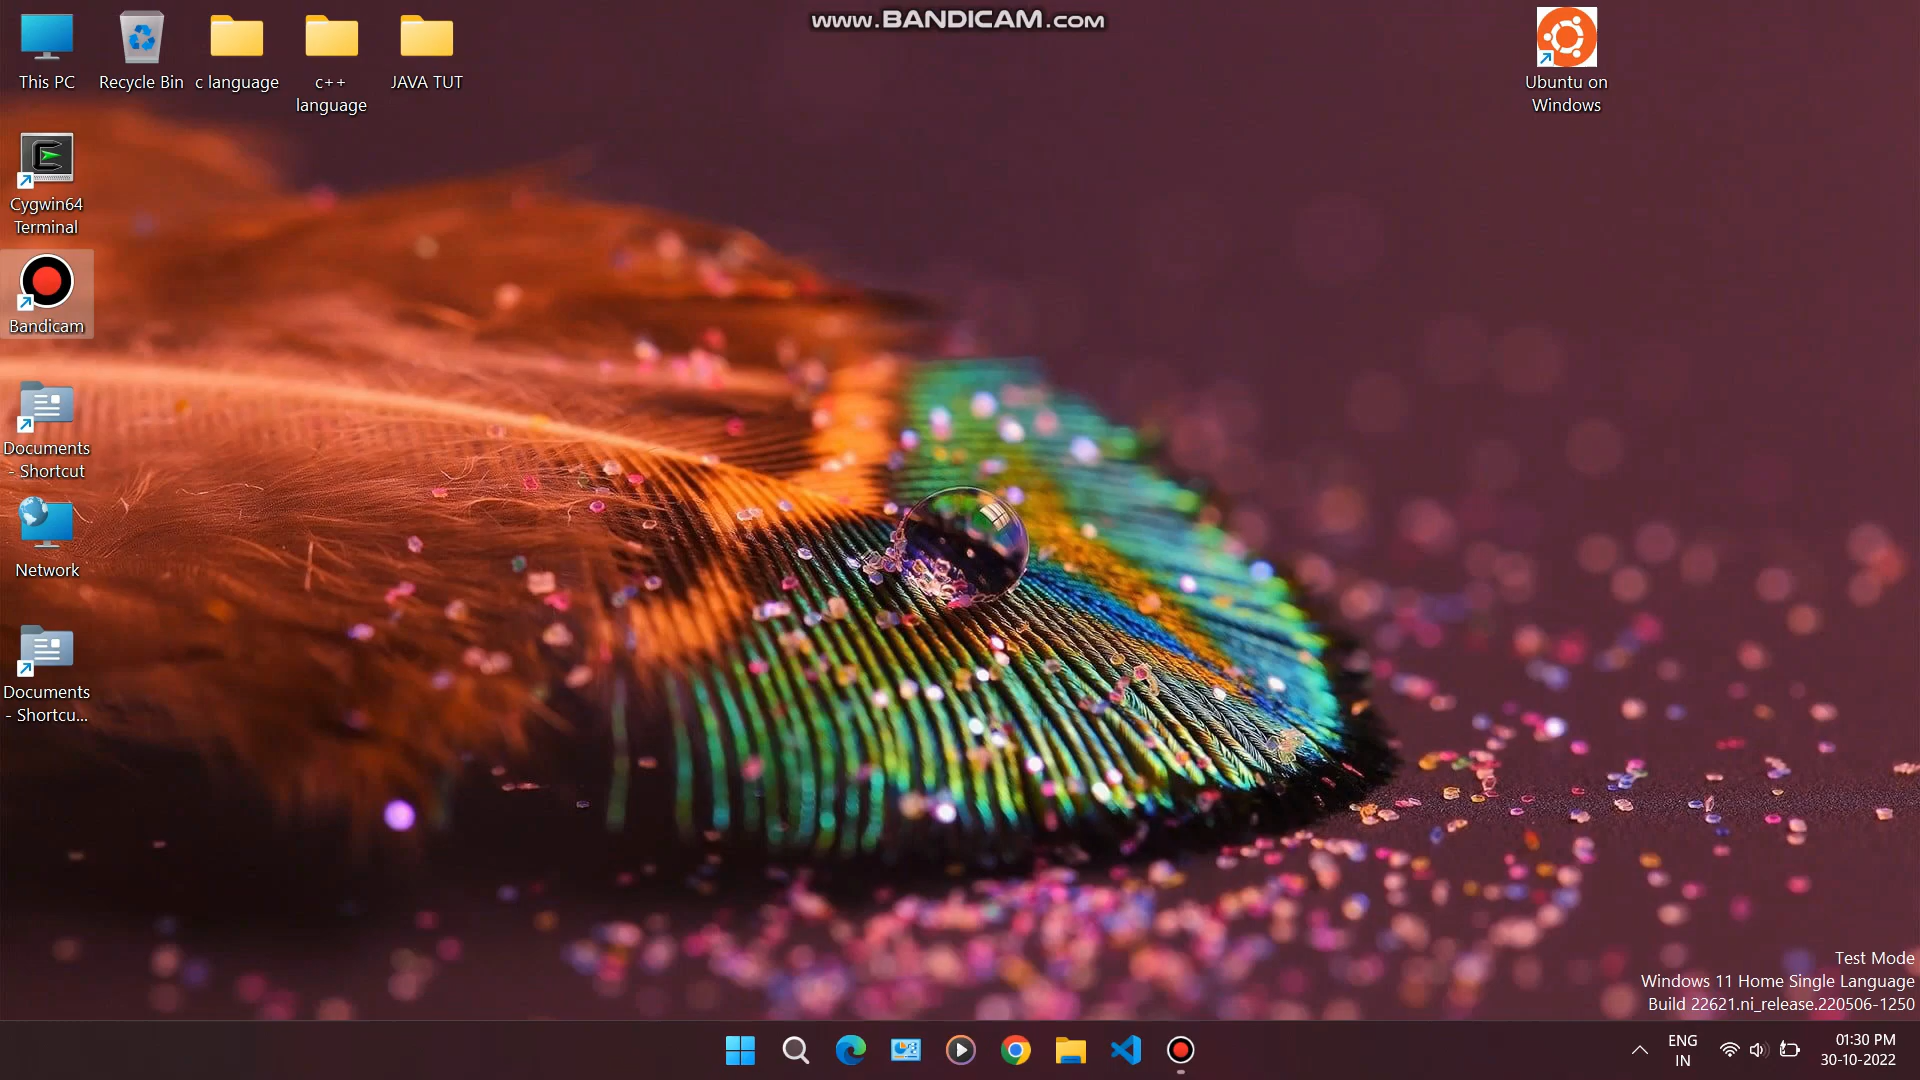 www.BANDICAM.com
This PC
Recycle Bin
c language
c++
language
JAVA TUT
Ubuntu on
Windows
Cygwin64
Terminal
Bandicam
Documents
- Shortcut
Network
Documents
- Shortcu...
Test Mode
Windows 11 Home Single Language
Build 22621.ni_release.220506-1250
ENG
IN
01:30 PM
30-10-2022